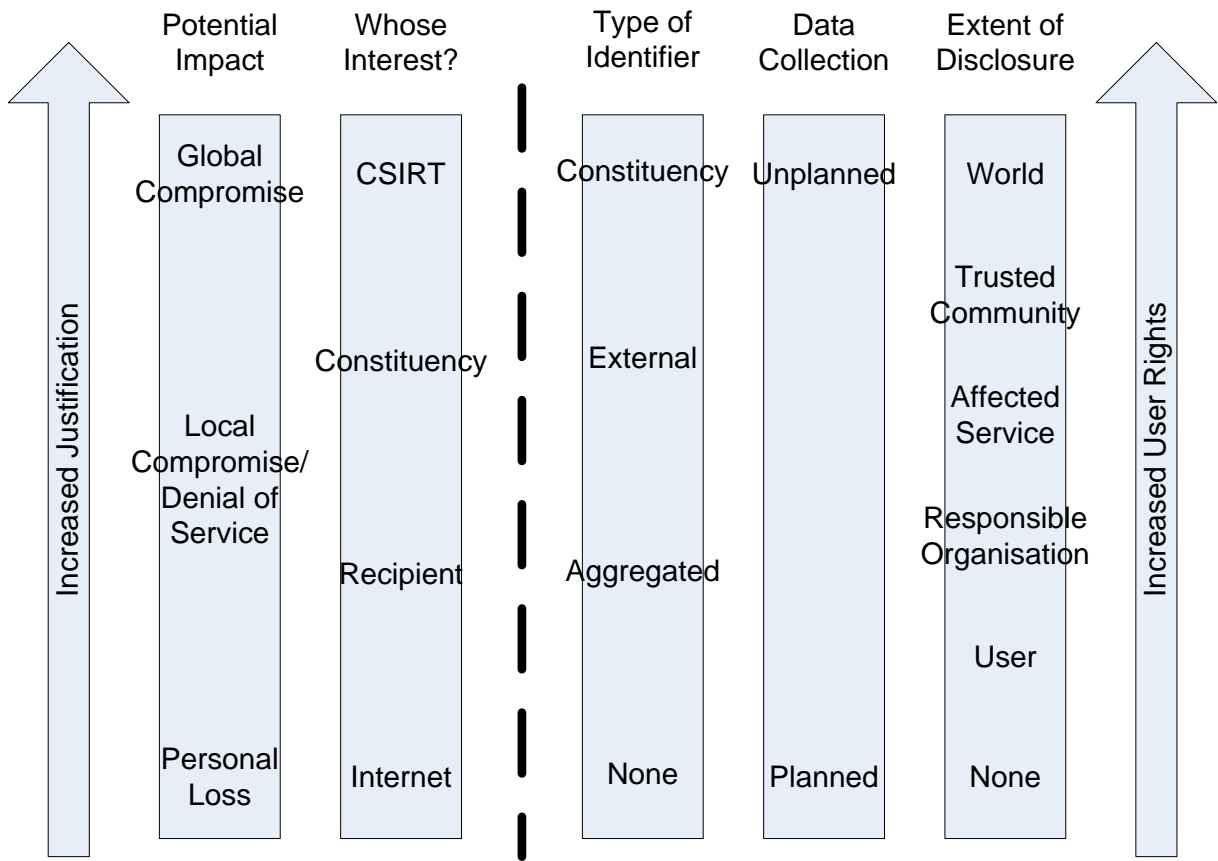 Potential
Impact
Whose
Interest?
Type of
Identifier
Data
Collection
Extent of
Disclosure
Increased Justification
Global
Compromise
Local
Compromise/
Denial of
Service
Personal
Loss
CSIRT
Constituency
Recipient
Internet
Constituency
External
Aggregated
None
Unplanned
Planned
World
Trusted
Community
Affected
Service
Responsible
Organisation
User
None
Increased User Rights